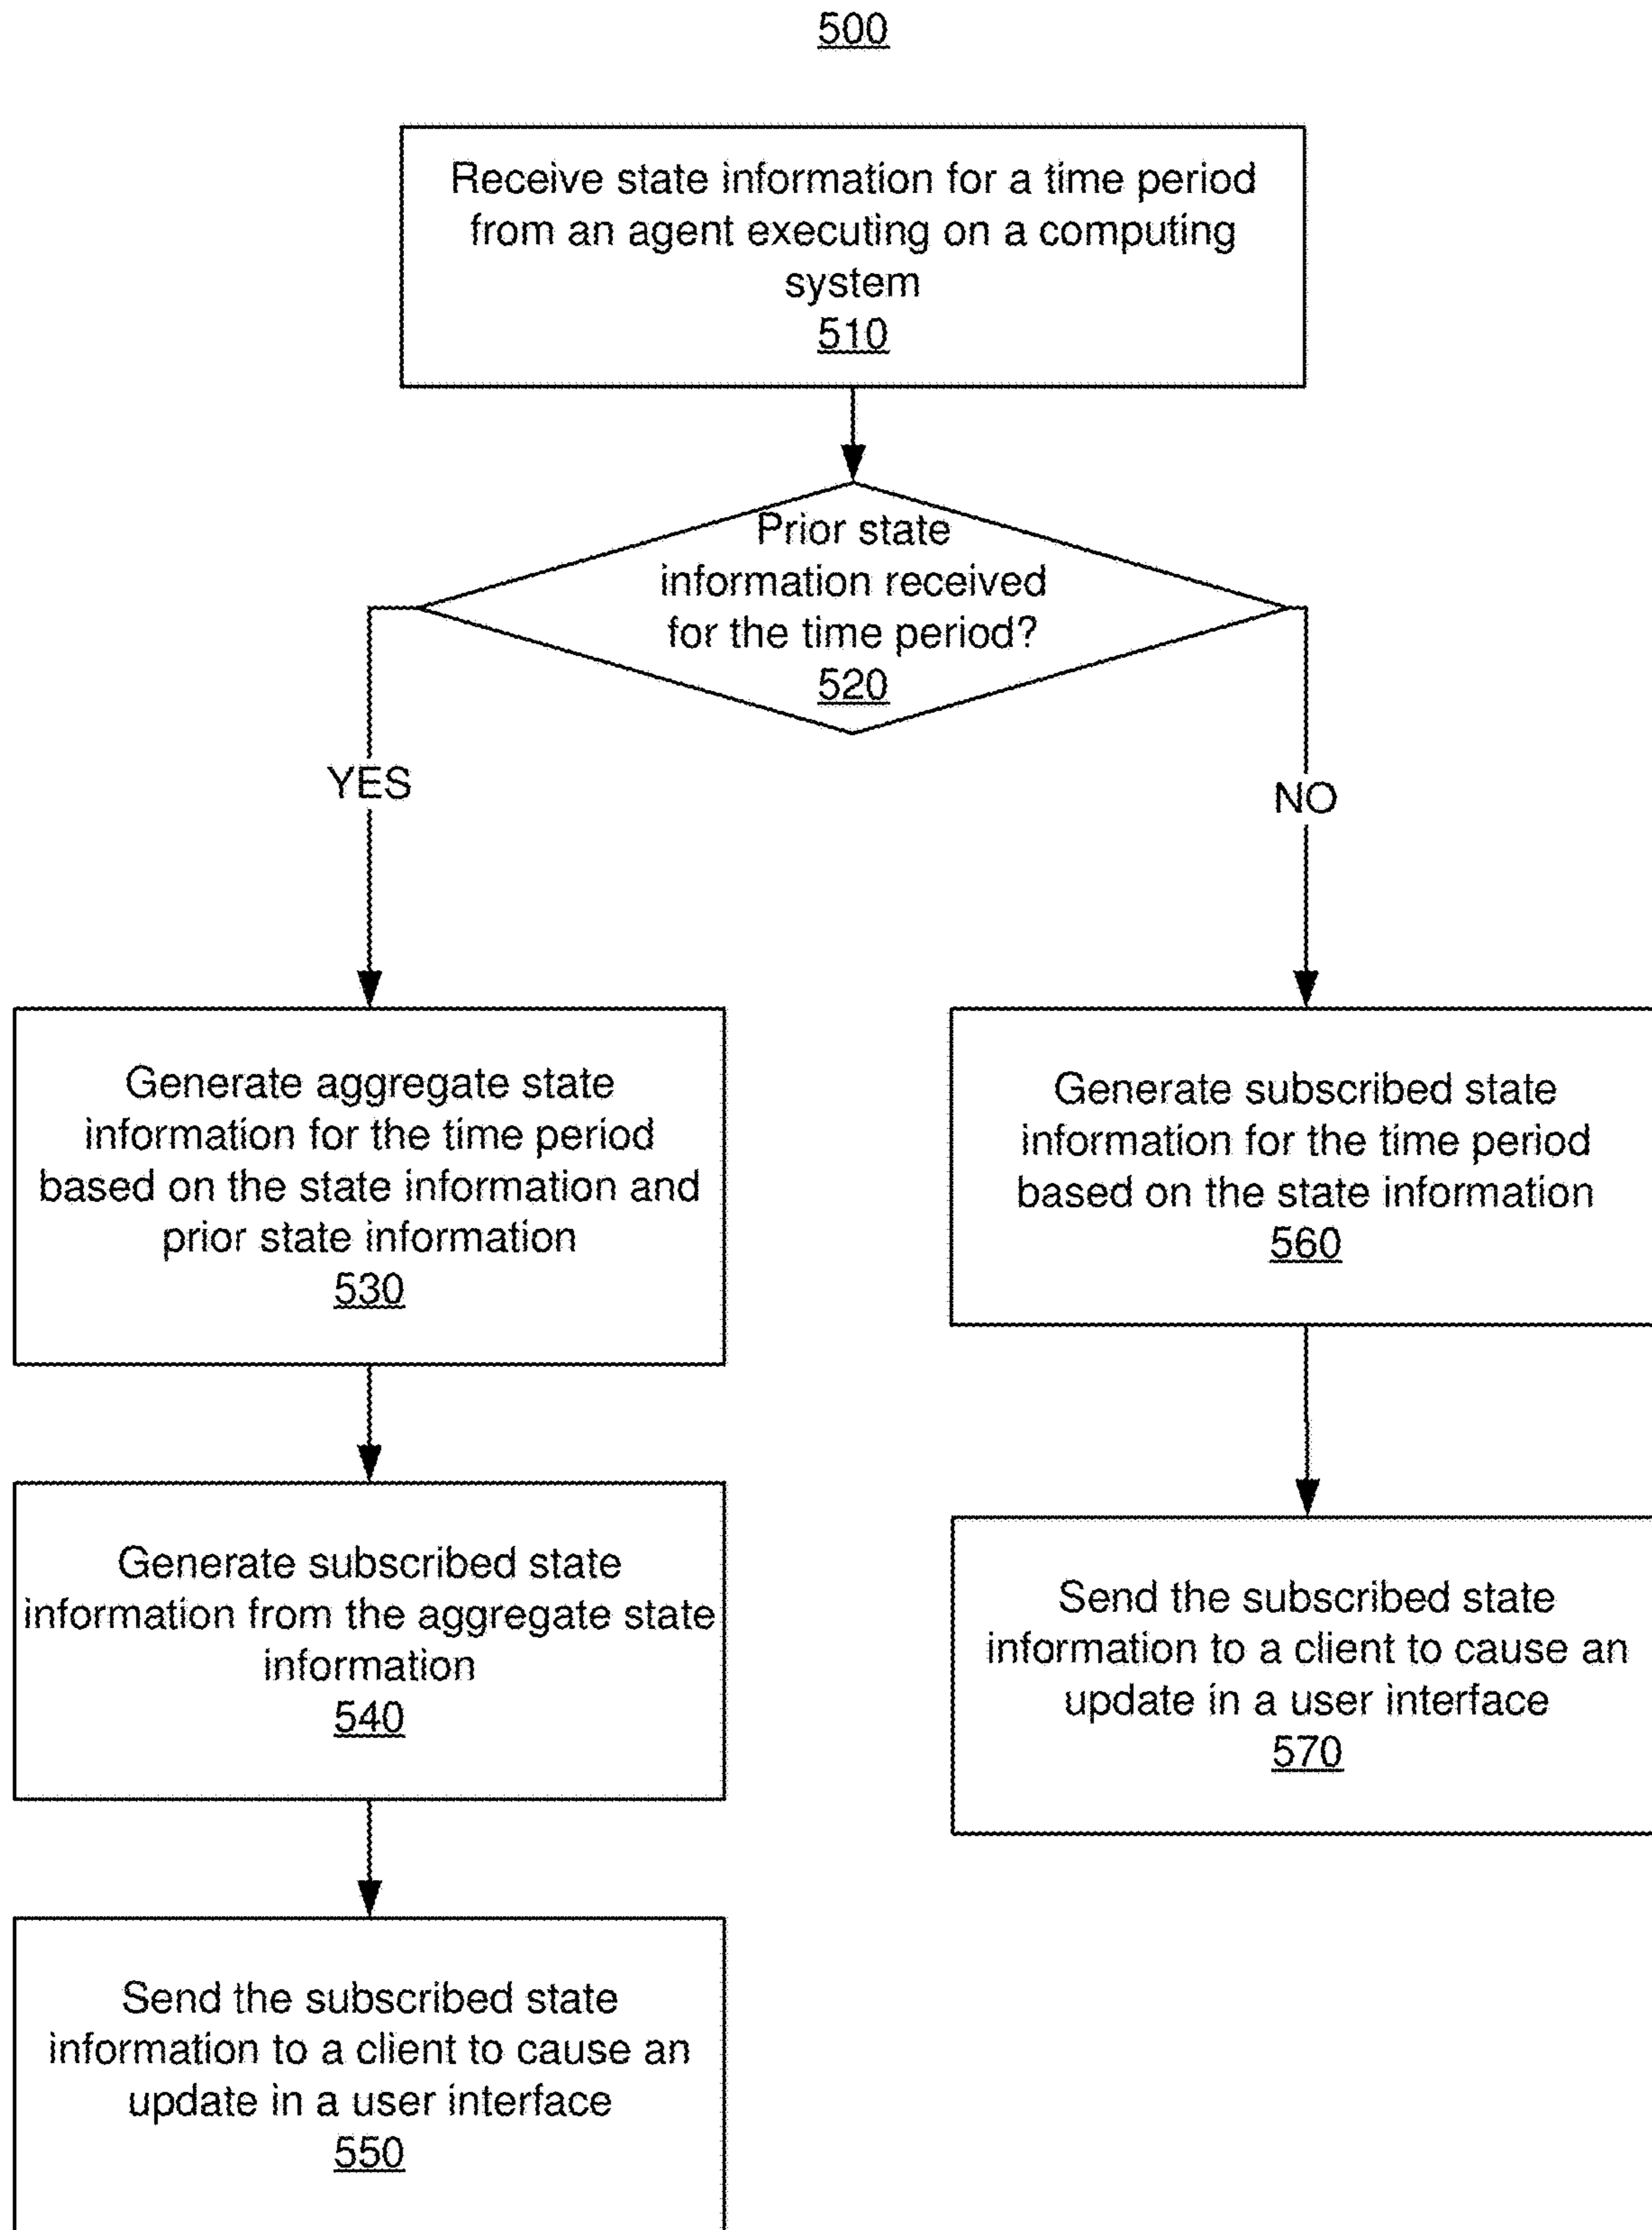 500
Receive state information for a time period
from an agent executing on a computing
system
510
Prior state
information received
for the time period?
520
YES
NO
Generate aggregate state
information for the time period
based on the state information and
prior state information
530
Generate subscribed state
information for the time period
based on the state information
560
Generate subscribed state
information from the aggregate state
information
540
Send the subscribed state
information to a client to cause an
update in a user interface
570
Send the subscribed state
information to a client to cause an
update in a user interface
550